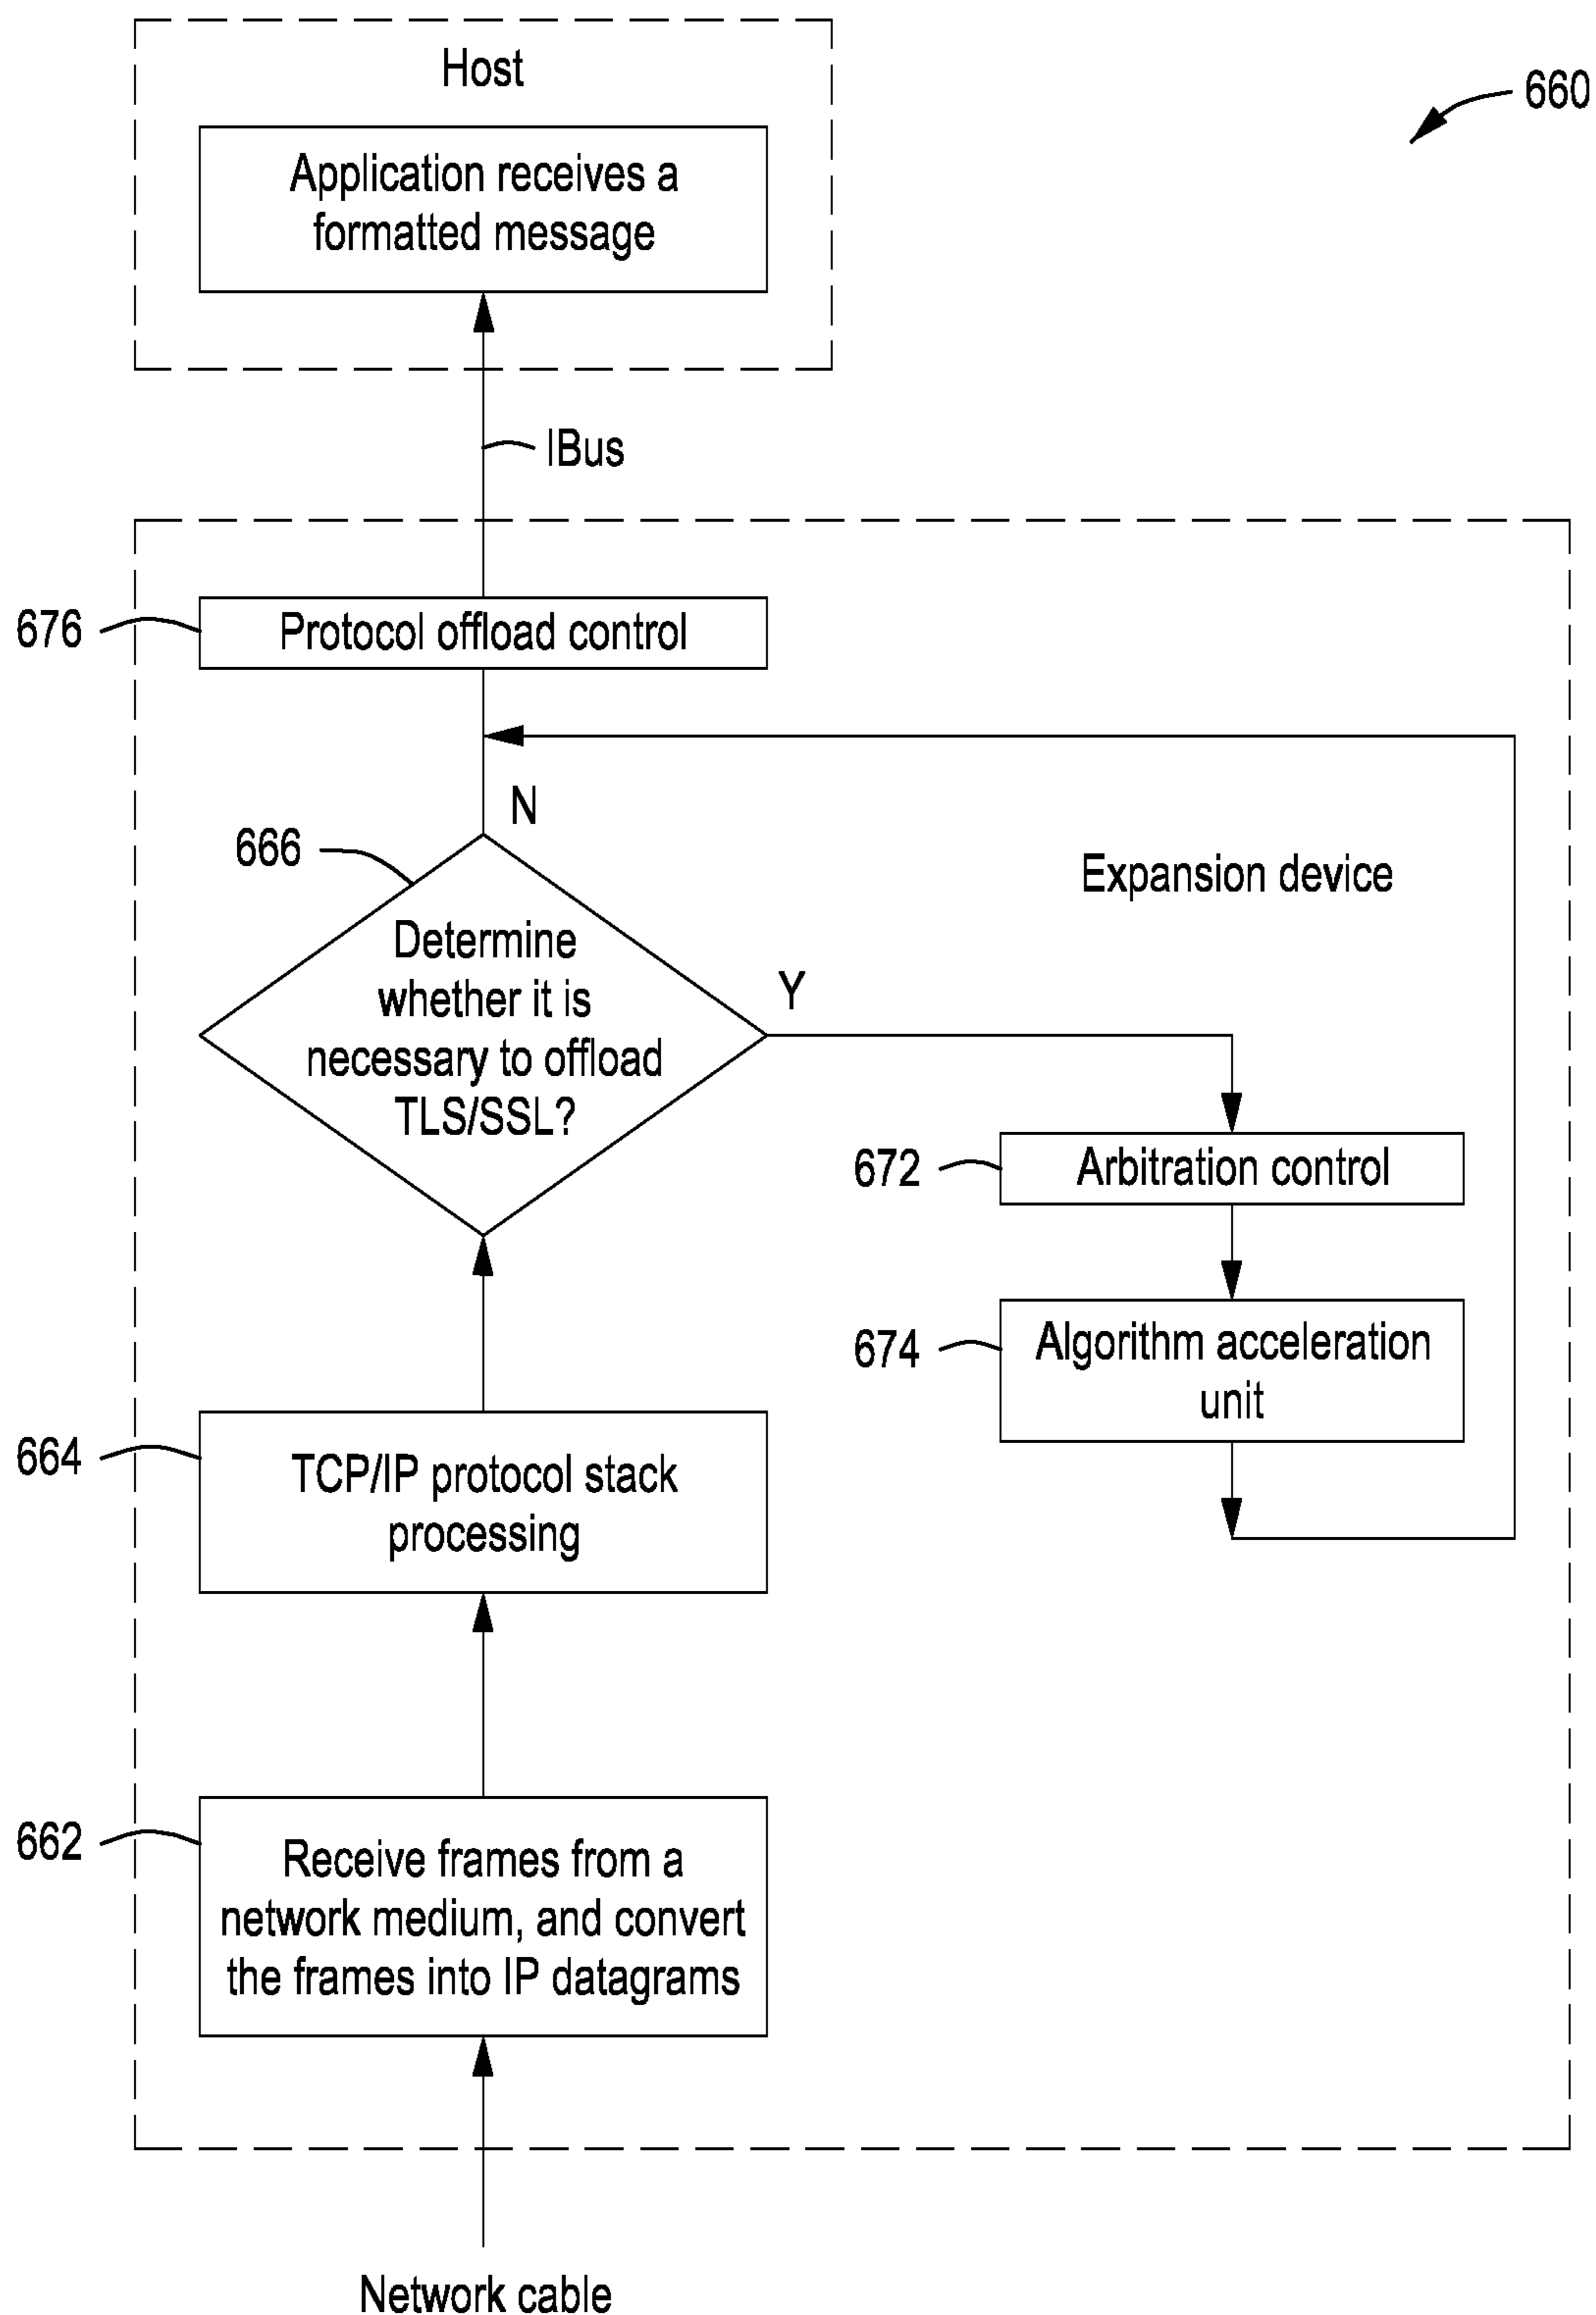 Host
660
Application receives a
formatted message
IBus
676
Protocol offload control
N
666
Expansion device
Determine
whether it is
necessary to offload
TLS/SSL?
Y
672
Arbitration control
674
Algorithm acceleration
unit
664
TCP/IP protocol stack
processing
662
Receive frames from a
network medium, and convert
the frames into IP datagrams
Network cable